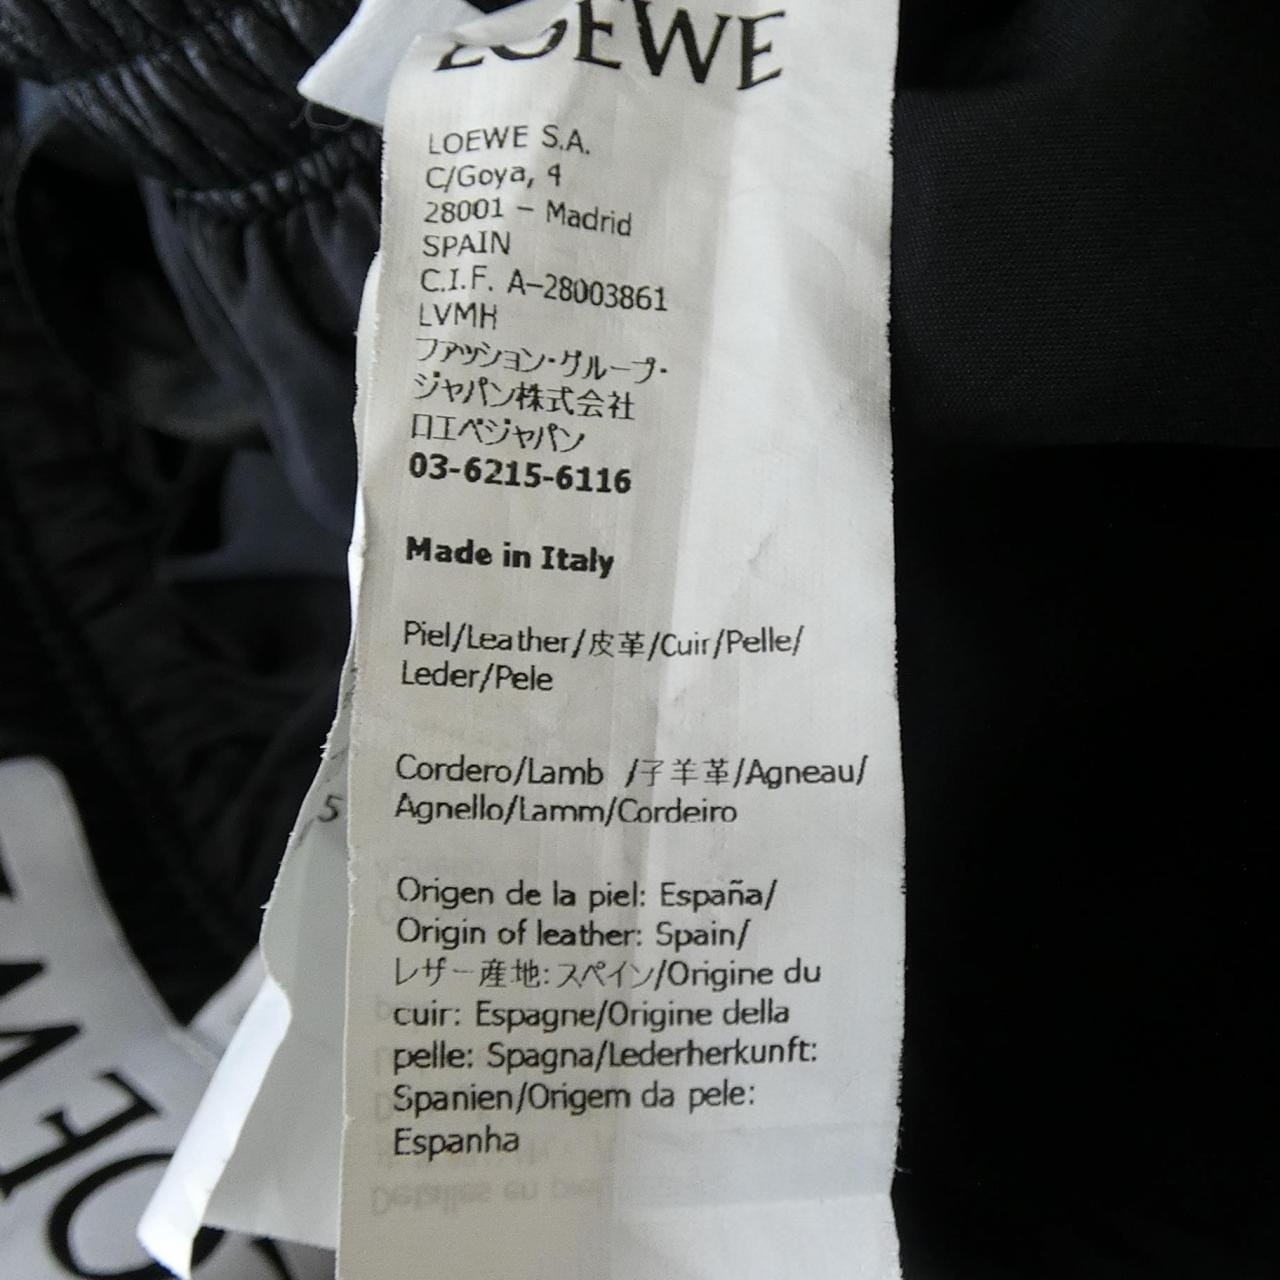 LOEWE
LOEWE S.A.
C/Goya, 4
28001 – Madrid
SPAIN
C.I.F. A-28003861
LVMH
ファッション・グループ・
ジャパン株式会社
ロエベジャパン
03-6215-6116
Made in Italy
Piel/Leather/皮革/Cuir/Pelle/
Leder/Pele
Cordero/Lamb /子羊革/Agneau/
Agnello/Lamm/Cordeiro
Origen de la piel: España/
Origin of leather: Spain/
レザー産地: スペイン/Origine du
cuir: Espagne/Origine della
pelle: Spagna/Lederherkunft:
Spanien/Origem da pele:
Espanha
5